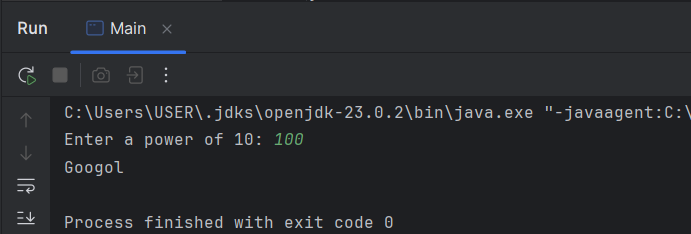 Run Main
C:\Users\USER\.jdks\openjdk-23.0.2\bin\java.exe "-javaagent:C:\
Enter a power of 10: 100
Googol
Process finished with exit code 0